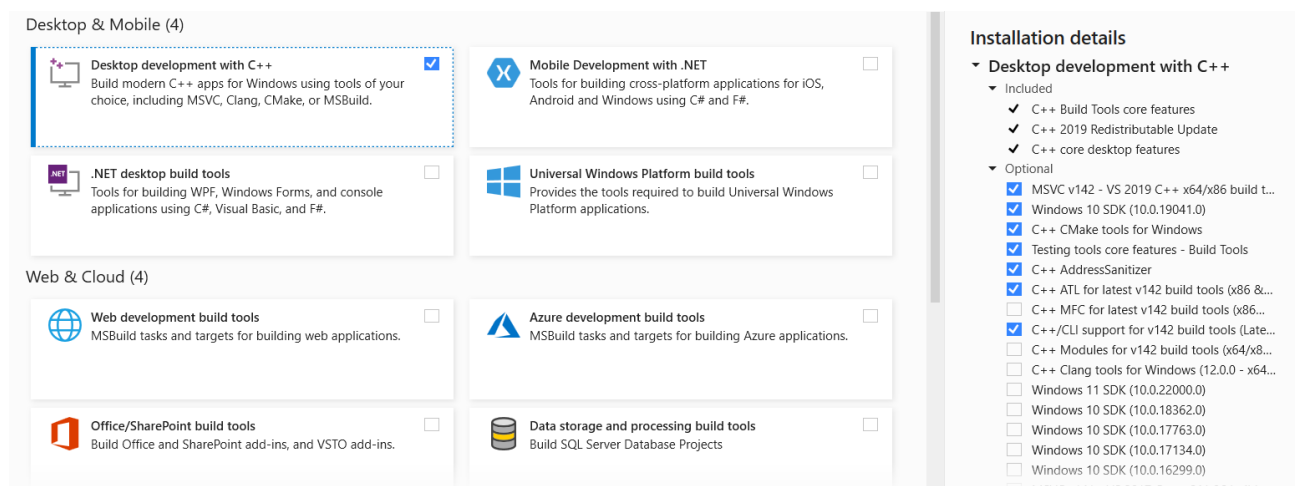 Desktop & Mobile (4)
Desktop development with C++
Build modern C++ apps for Windows using tools of your
choice, including MSVC, Clang, CMake, or MSBuild.
Mobile Development with .NET
Tools for building cross-platform applications for iOS,
Android and Windows using C# and F#.
.NET
.NET desktop build tools
Tools for building WPF, Windows Forms, and console
applications using C#, Visual Basic, and F#.
Universal Windows Platform build tools
Provides the tools required to build Universal Windows
Platform applications.
Web & Cloud (4)
Web development build tools
MSBuild tasks and targets for building web applications.
Azure development build tools
MSBuild tasks and targets for building Azure applications.
Office/SharePoint build tools
Build Office and SharePoint add-ins, and VSTO add-ins.
Data storage and processing build tools
Build SQL Server Database Projects
Installation details
Desktop development with C++
Included
C++ Build Tools core features
C++ 2019 Redistributable Update
C++ core desktop features
Optional
MSVC v142 - VS 2019 C++ x64/x86 build t...
Windows 10 SDK (10.0.19041.0)
C++ CMake tools for Windows
Testing tools core features - Build Tools
C++ AddressSanitizer
C++ ATL for latest v142 build tools (x86 &...
C++ MFC for latest v142 build tools (x86...
C++/CLI support for v142 build tools (Late...
C++ Modules for v142 build tools (x64/x8...
C++ Clang tools for Windows (12.0.0 - x64...
Windows 11 SDK (10.0.22000.0)
Windows 10 SDK (10.0.18362.0)
Windows 10 SDK (10.0.17763.0)
Windows 10 SDK (10.0.17134.0)
Windows 10 SDK (10.0.16299.0)